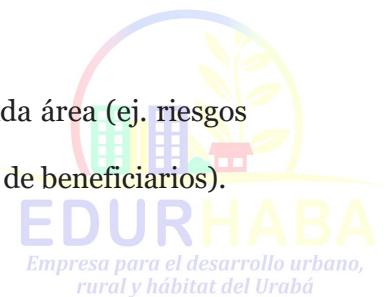 da área (ej. riesgos
de beneficiarios).
EDURHABA
Empresa para el desarrollo urbano,
rural y hábitat del Urabá